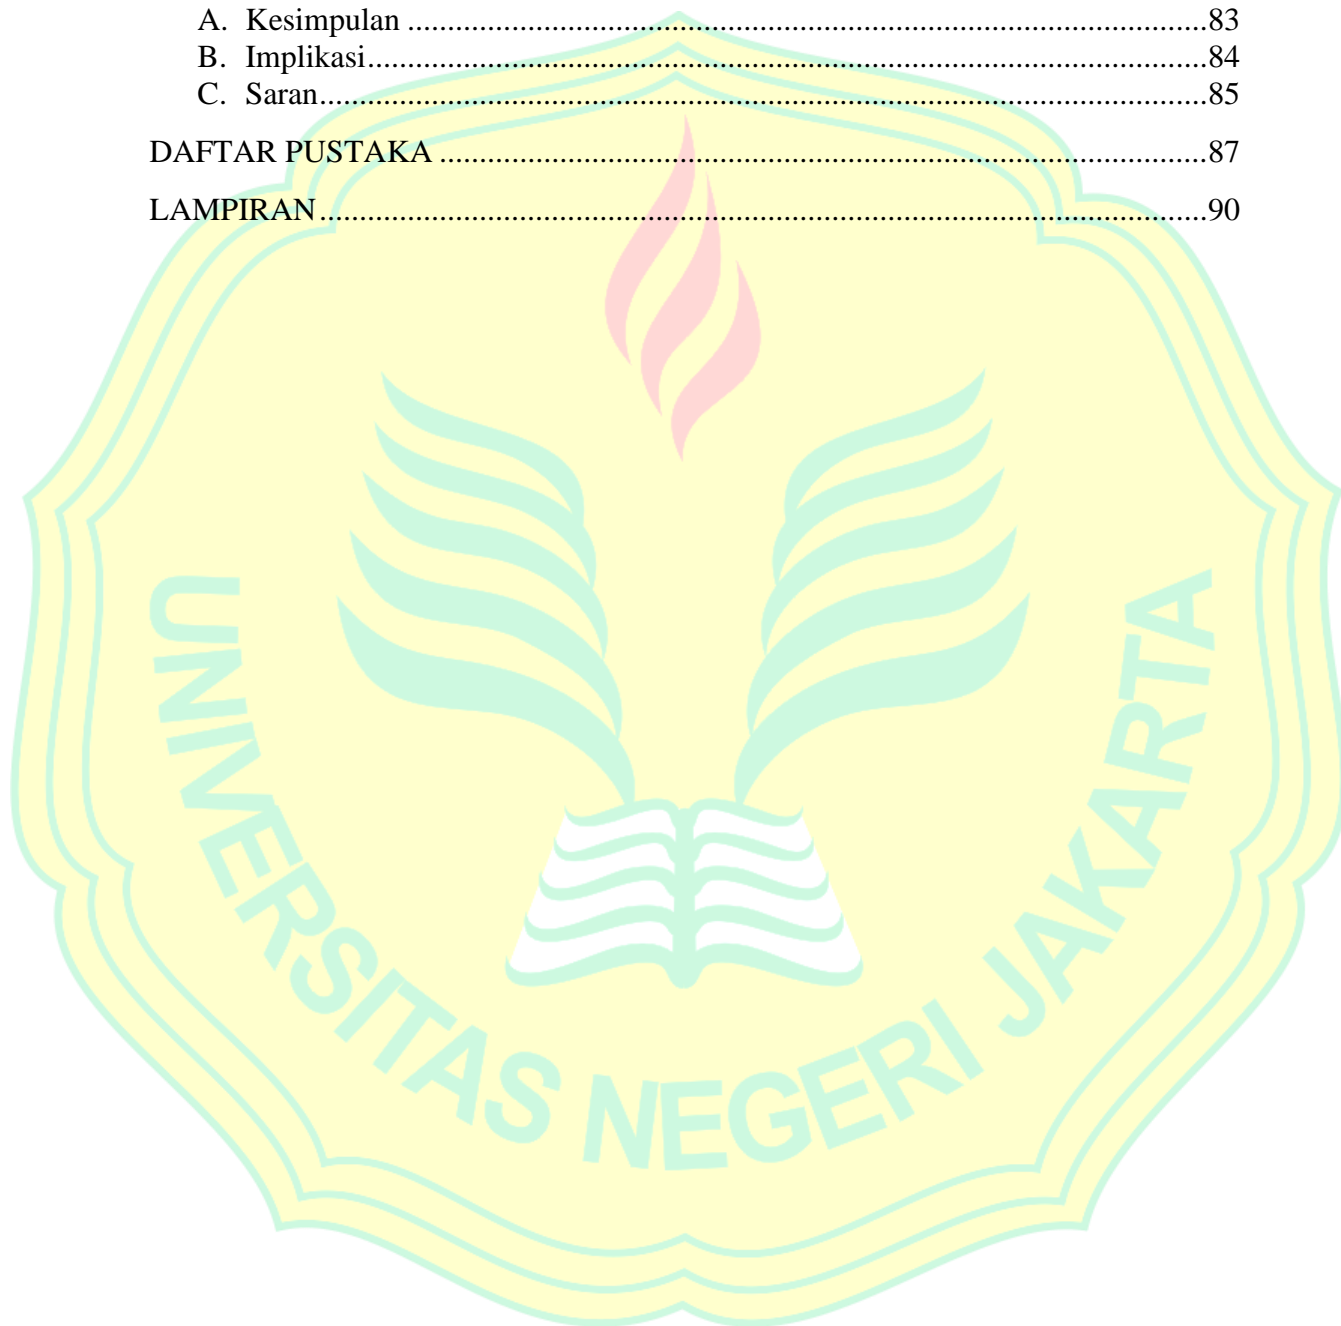 A. Kesimpulan ....................................................................................................83
B. Implikasi.........................................................................................................84
C. Saran...............................................................................................................85
DAFTAR PUSTAKA ................................................................................................87
LAMPIRAN...............................................................................................................90
UNIVERSITAS NEGERI JAKARTA